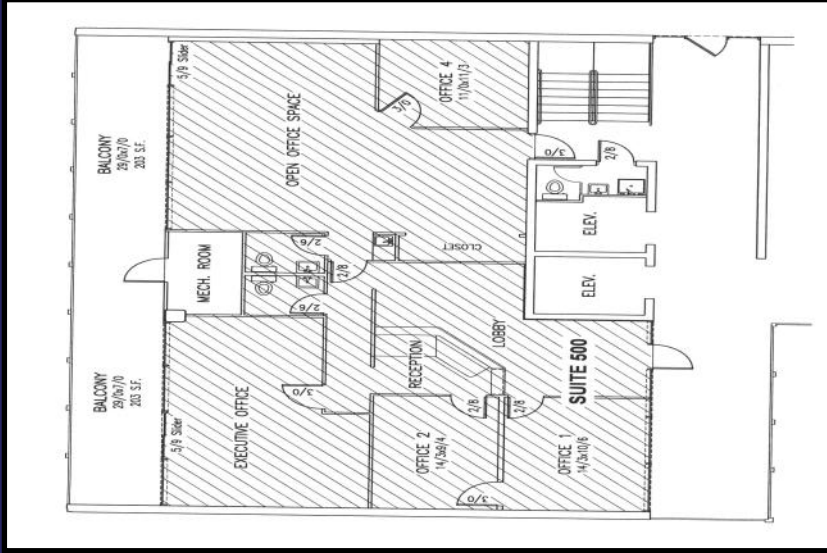 BALCONY
29/0x7/0
203 S.F.
5/9 Slider
OPEN OFFICE SPACE
OFFICE 4
11/0x11/3
3/0
3/0
2/8
ELEV.
ELEV.
CLOSET
MECH. ROOM
2/6
2/8
2/6
BALCONY
29/0x7/0
203 S.F.
5/9 Slider
EXECUTIVE OFFICE
3/0
RECEPTION
LOBBY
SUITE 500
2/8
2/8
OFFICE 2
14/3x9/4
3/0
OFFICE 1
14/3x10/6